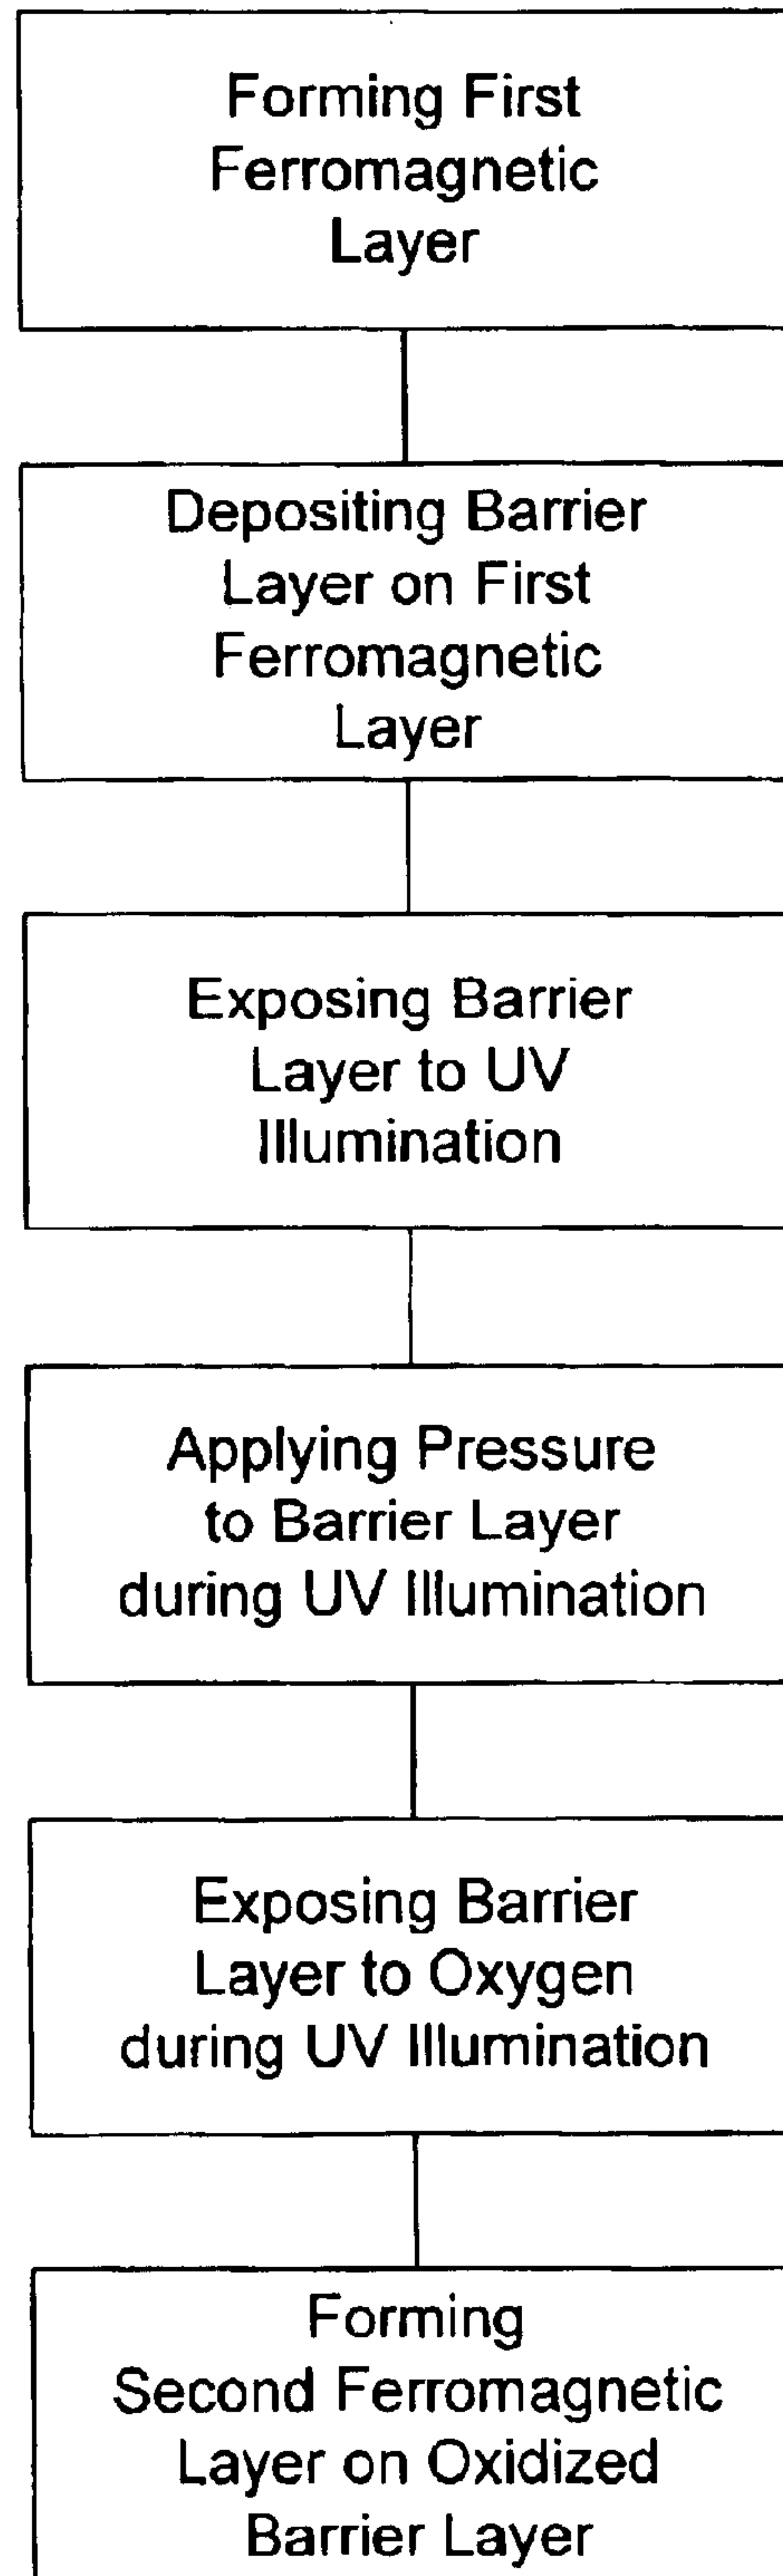 Forming First
Ferromagnetic
Layer
Depositing Barrier
Layer on First
Ferromagnetic
Layer
Exposing Barrier
Layer to UV
Illumination
Applying Pressure
to Barrier Layer
during UV Illumination
Exposing Barrier
Layer to Oxygen
during UV Illumination
Forming
Second Ferromagnetic
Layer on Oxidized
Barrier Layer